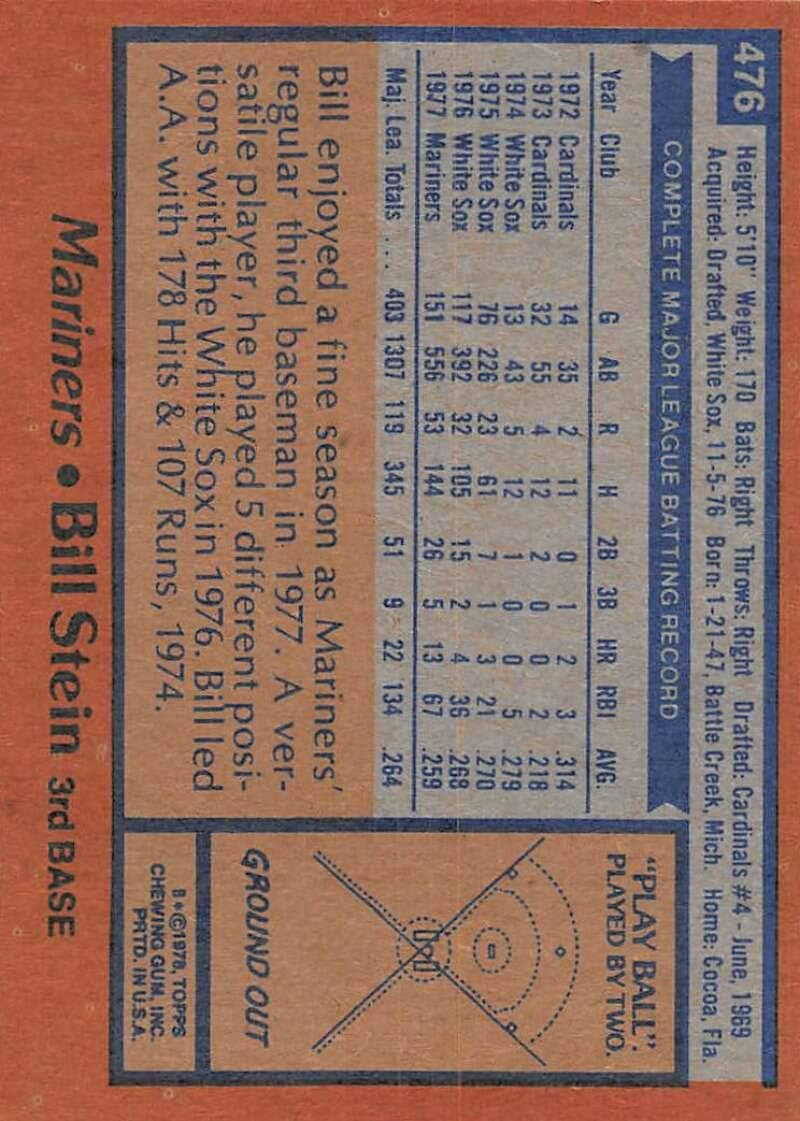 476
Height: 5'10" Weight: 170 Bats: Right Throws: Right Drafted: Cardinals #4 - June, 1969
Acquired: Drafted, White Sox, 11-5-76 Born: 1-21-47, Battle Creek, Mich. Home: Cocoa, Fla.
COMPLETE MAJOR LEAGUE BATTING RECORD
Year Club G AB R H 2B 3B HR RBI AVG.
1972 Cardinals 14 35 2 11 0 1 2 3 .314
1973 Cardinals 32 55 4 12 2 0 0 2 .218
1974 White Sox 13 43 5 12 1 0 0 5 .279
1975 White Sox 76 226 23 61 7 1 3 21 .270
1976 White Sox 117 392 32 105 15 2 4 36 .268
1977 Mariners 151 556 53 144 26 5 13 67 .259
Maj. Lea. Totals . . . 403 1307 119 345 51 9 22 134 .264
Bill enjoyed a fine season as Mariners'
regular third baseman in 1977. A ver-
satile player, he played 5 different posi-
tions with the White Sox in 1976. Bill led
A.A. with 178 Hits & 107 Runs, 1974.
"PLAY BALL":
PLAYED BY TWO.
GROUND OUT
8*©1978, TOPPS
CHEWING GUM, INC.
PRTD. IN U.S.A.
Mariners • Bill Stein 3rd BASE